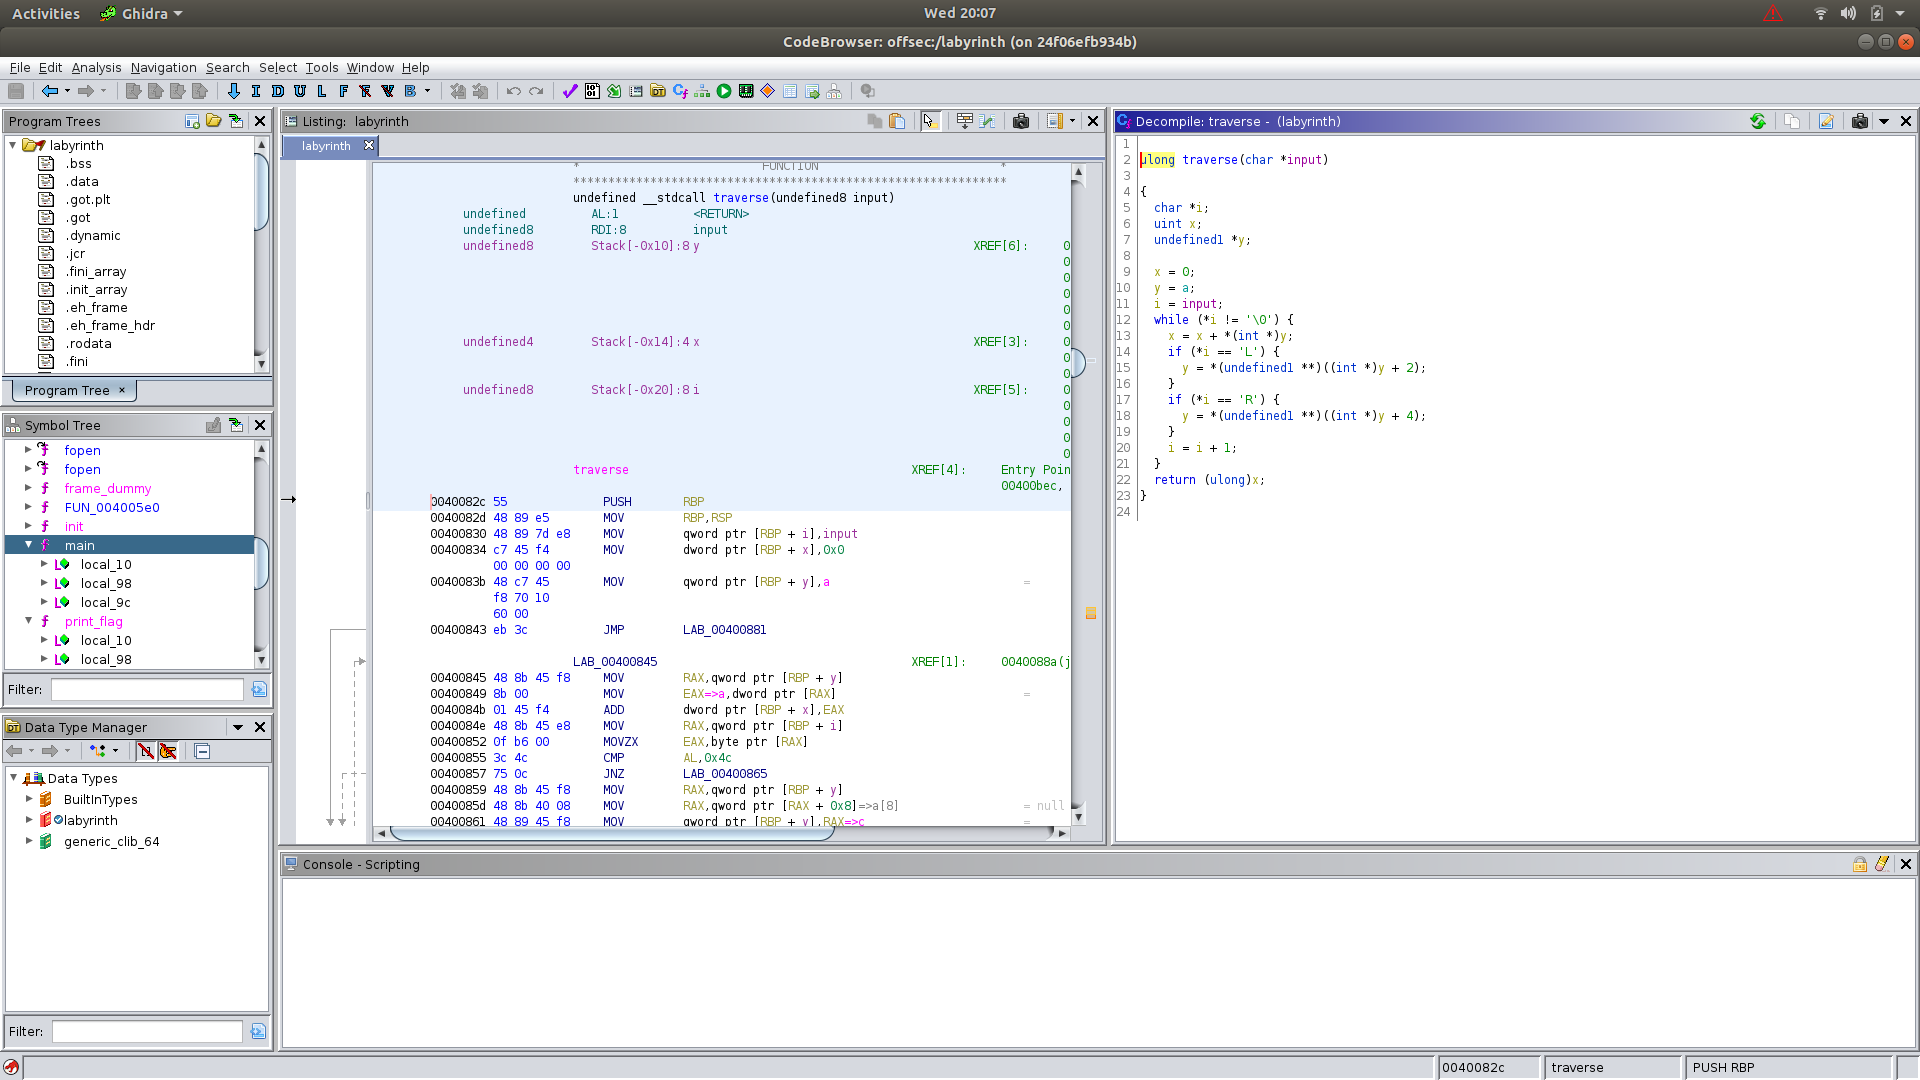 Activities Ghidra Wed 20:07
CodeBrowser: offsec:/labyrinth (on 24f06efb934b)
File Edit Analysis Navigation Search Select Tools Window Help
I D U L F B
Program Trees
labyrinth
.bss
.data
.got.plt
.got
.dynamic
.jcr
.fini_array
.init_array
.eh_frame
.eh_frame_hdr
.rodata
.fini
Program Tree ×
Symbol Tree
fopen
fopen
frame_dummy
FUN_004005e0
init
main
local_10
local_98
local_9c
print_flag
local_10
local_98
Filter:
Data Type Manager
Data Types
BuiltInTypes
labyrinth
generic_clib_64
Filter:
Listing: labyrinth
labyrinth
* FUNCTION *
**************************************************************
undefined __stdcall traverse(undefined8 input)
undefined AL:1 <RETURN>
undefined8 RDI:8 input
undefined8 Stack[-0x10]:8 y XREF[6]: 0
0
0
0
0
0
undefined4 Stack[-0x14]:4 x XREF[3]: 0
0
0
undefined8 Stack[-0x20]:8 i XREF[5]: 0
0
0
0
0
traverse XREF[4]: Entry Poin
00400bec,
0040082c 55 PUSH RBP
0040082d 48 89 e5 MOV RBP,RSP
00400830 48 89 7d e8 MOV qword ptr [RBP + i],input
00400834 c7 45 f4 MOV dword ptr [RBP + x],0x0
00 00 00 00
0040083b 48 c7 45 MOV qword ptr [RBP + y],a =
f8 70 10
60 00
00400843 eb 3c JMP LAB_00400881
LAB_00400845 XREF[1]: 0040088a(j
00400845 48 8b 45 f8 MOV RAX,qword ptr [RBP + y]
00400849 8b 00 MOV EAX=>a,dword ptr [RAX] =
0040084b 01 45 f4 ADD dword ptr [RBP + x],EAX
0040084e 48 8b 45 e8 MOV RAX,qword ptr [RBP + i]
00400852 0f b6 00 MOVZX EAX,byte ptr [RAX]
00400855 3c 4c CMP AL,0x4c
00400857 75 0c JNZ LAB_00400865
00400859 48 8b 45 f8 MOV RAX,qword ptr [RBP + y]
0040085d 48 8b 40 08 MOV RAX,qword ptr [RAX + 0x8]=>a[8] = null
00400861 48 89 45 f8 MOV qword ptr [RBP + y],RAX=>c =
Decompile: traverse - (labyrinth)
1
2 ulong traverse(char *input)
3
4 {
5 char *i;
6 uint x;
7 undefined1 *y;
8
9 x = 0;
10 y = a;
11 i = input;
12 while (*i != '\0') {
13 x = x + *(int *)y;
14 if (*i == 'L') {
15 y = *(undefined1 **)((int *)y + 2);
16 }
17 if (*i == 'R') {
18 y = *(undefined1 **)((int *)y + 4);
19 }
20 i = i + 1;
21 }
22 return (ulong)x;
23 }
24
Console - Scripting
0040082c traverse PUSH RBP